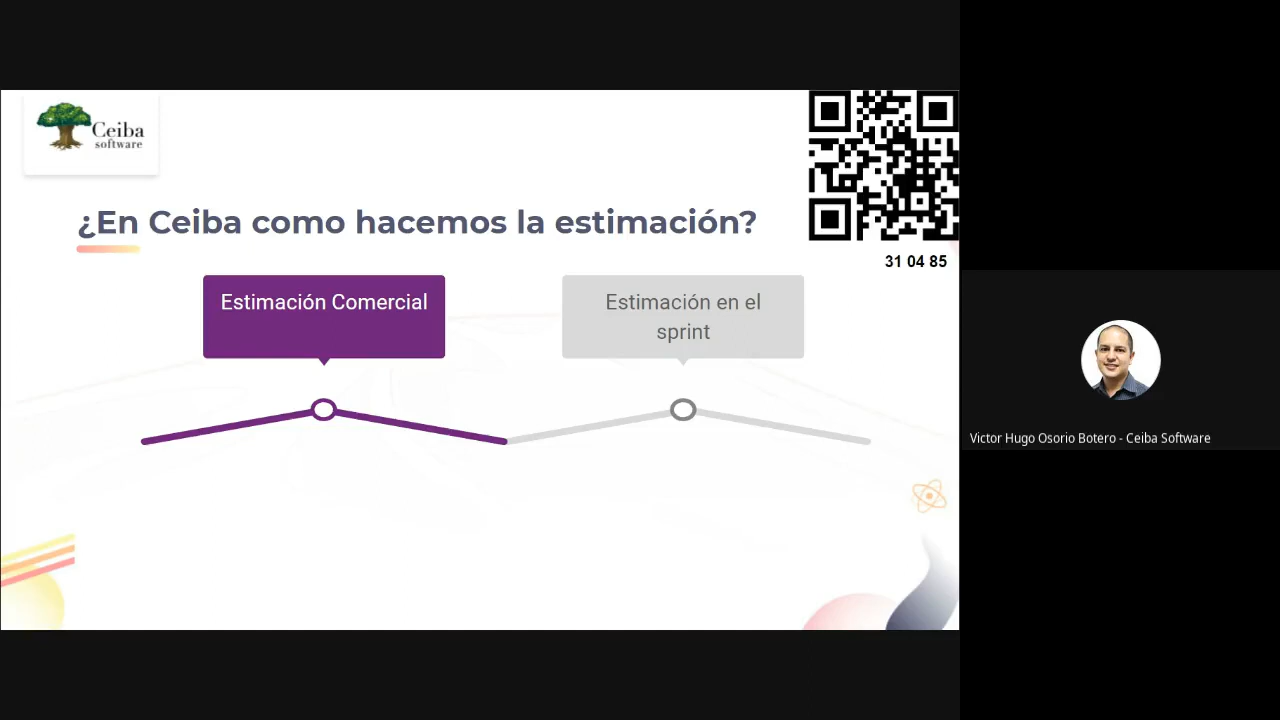 Ceiba
software
¿En Ceiba como hacemos la estimación?
31 04 85
Estimación Comercial
Estimación en el
sprint
Victor Hugo Osorio Botero - Ceiba Software